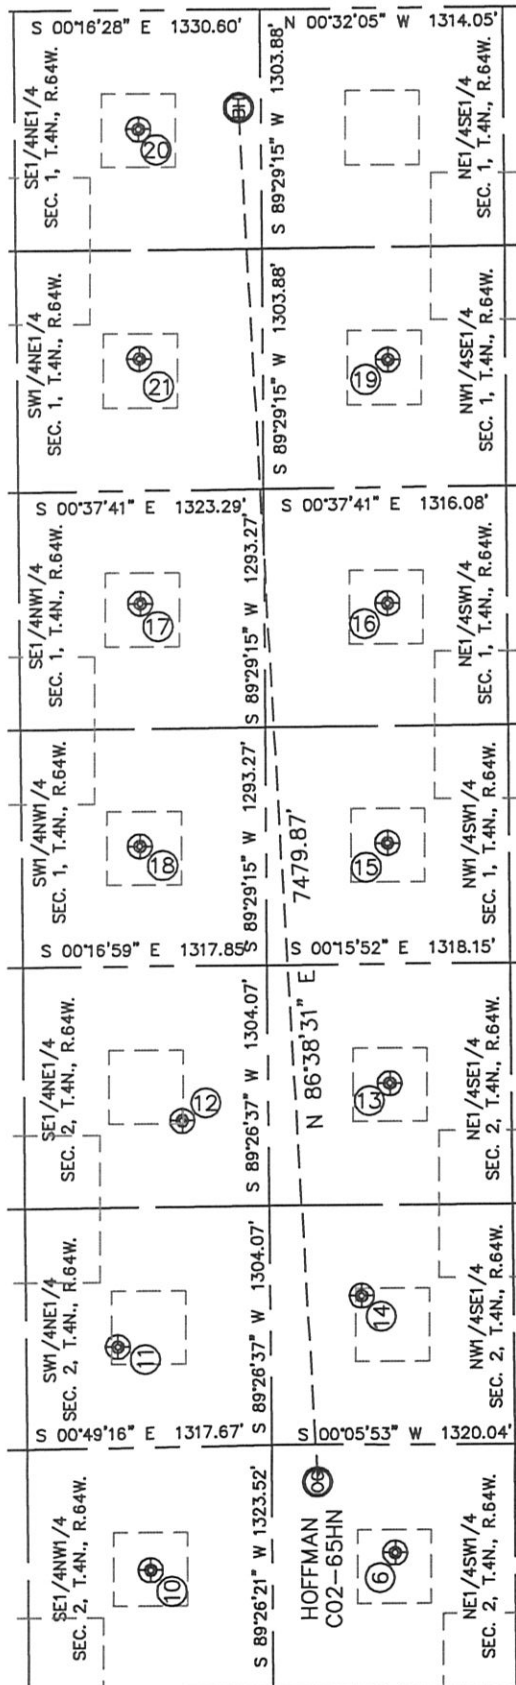 S 00°16'28" E 1330.60'
N 00°32'05" W 1314.05'
SE1/4NE1/4
SEC. 1, T.4N., R.64W.
20
BH
S 89°29'15" W 1303.88'
NE1/4SE1/4
SEC. 1, T.4N., R.64W.
SW1/4NE1/4
SEC. 1, T.4N., R.64W.
21
S 89°29'15" W 1303.88'
19
NW1/4SE1/4
SEC. 1, T.4N., R.64W.
S 00°37'41" E 1323.29'
S 00°37'41" E 1316.08'
SE1/4NW1/4
SEC. 1, T.4N., R.64W.
17
S 89°29'15" W 1293.27'
16
NE1/4SW1/4
SEC. 1, T.4N., R.64W.
SW1/4NW1/4
SEC. 1, T.4N., R.64W.
18
S 89°29'15" W 1293.27'
7479.87'
15
NW1/4SW1/4
SEC. 1, T.4N., R.64W.
S 00°16'59" E 1317.85'
S 00°15'52" E 1318.15'
SE1/4NE1/4
SEC. 2, T.4N., R.64W.
12
S 89°26'37" W 1304.07'
N 86°38'31" E
13
NE1/4SE1/4
SEC. 2, T.4N., R.64W.
SW1/4NE1/4
SEC. 2, T.4N., R.64W.
11
S 89°26'37" W 1304.07'
14
NW1/4SE1/4
SEC. 2, T.4N., R.64W.
S 00°49'16" E 1317.67'
S 00°05'53" W 1320.04'
SE1/4NW1/4
SEC. 2, T.4N., R.64W.
10
S 89°26'21" W 1323.52'
HOFFMAN
C02-65HN
6
NE1/4SW1/4
SEC. 2, T.4N., R.64W.